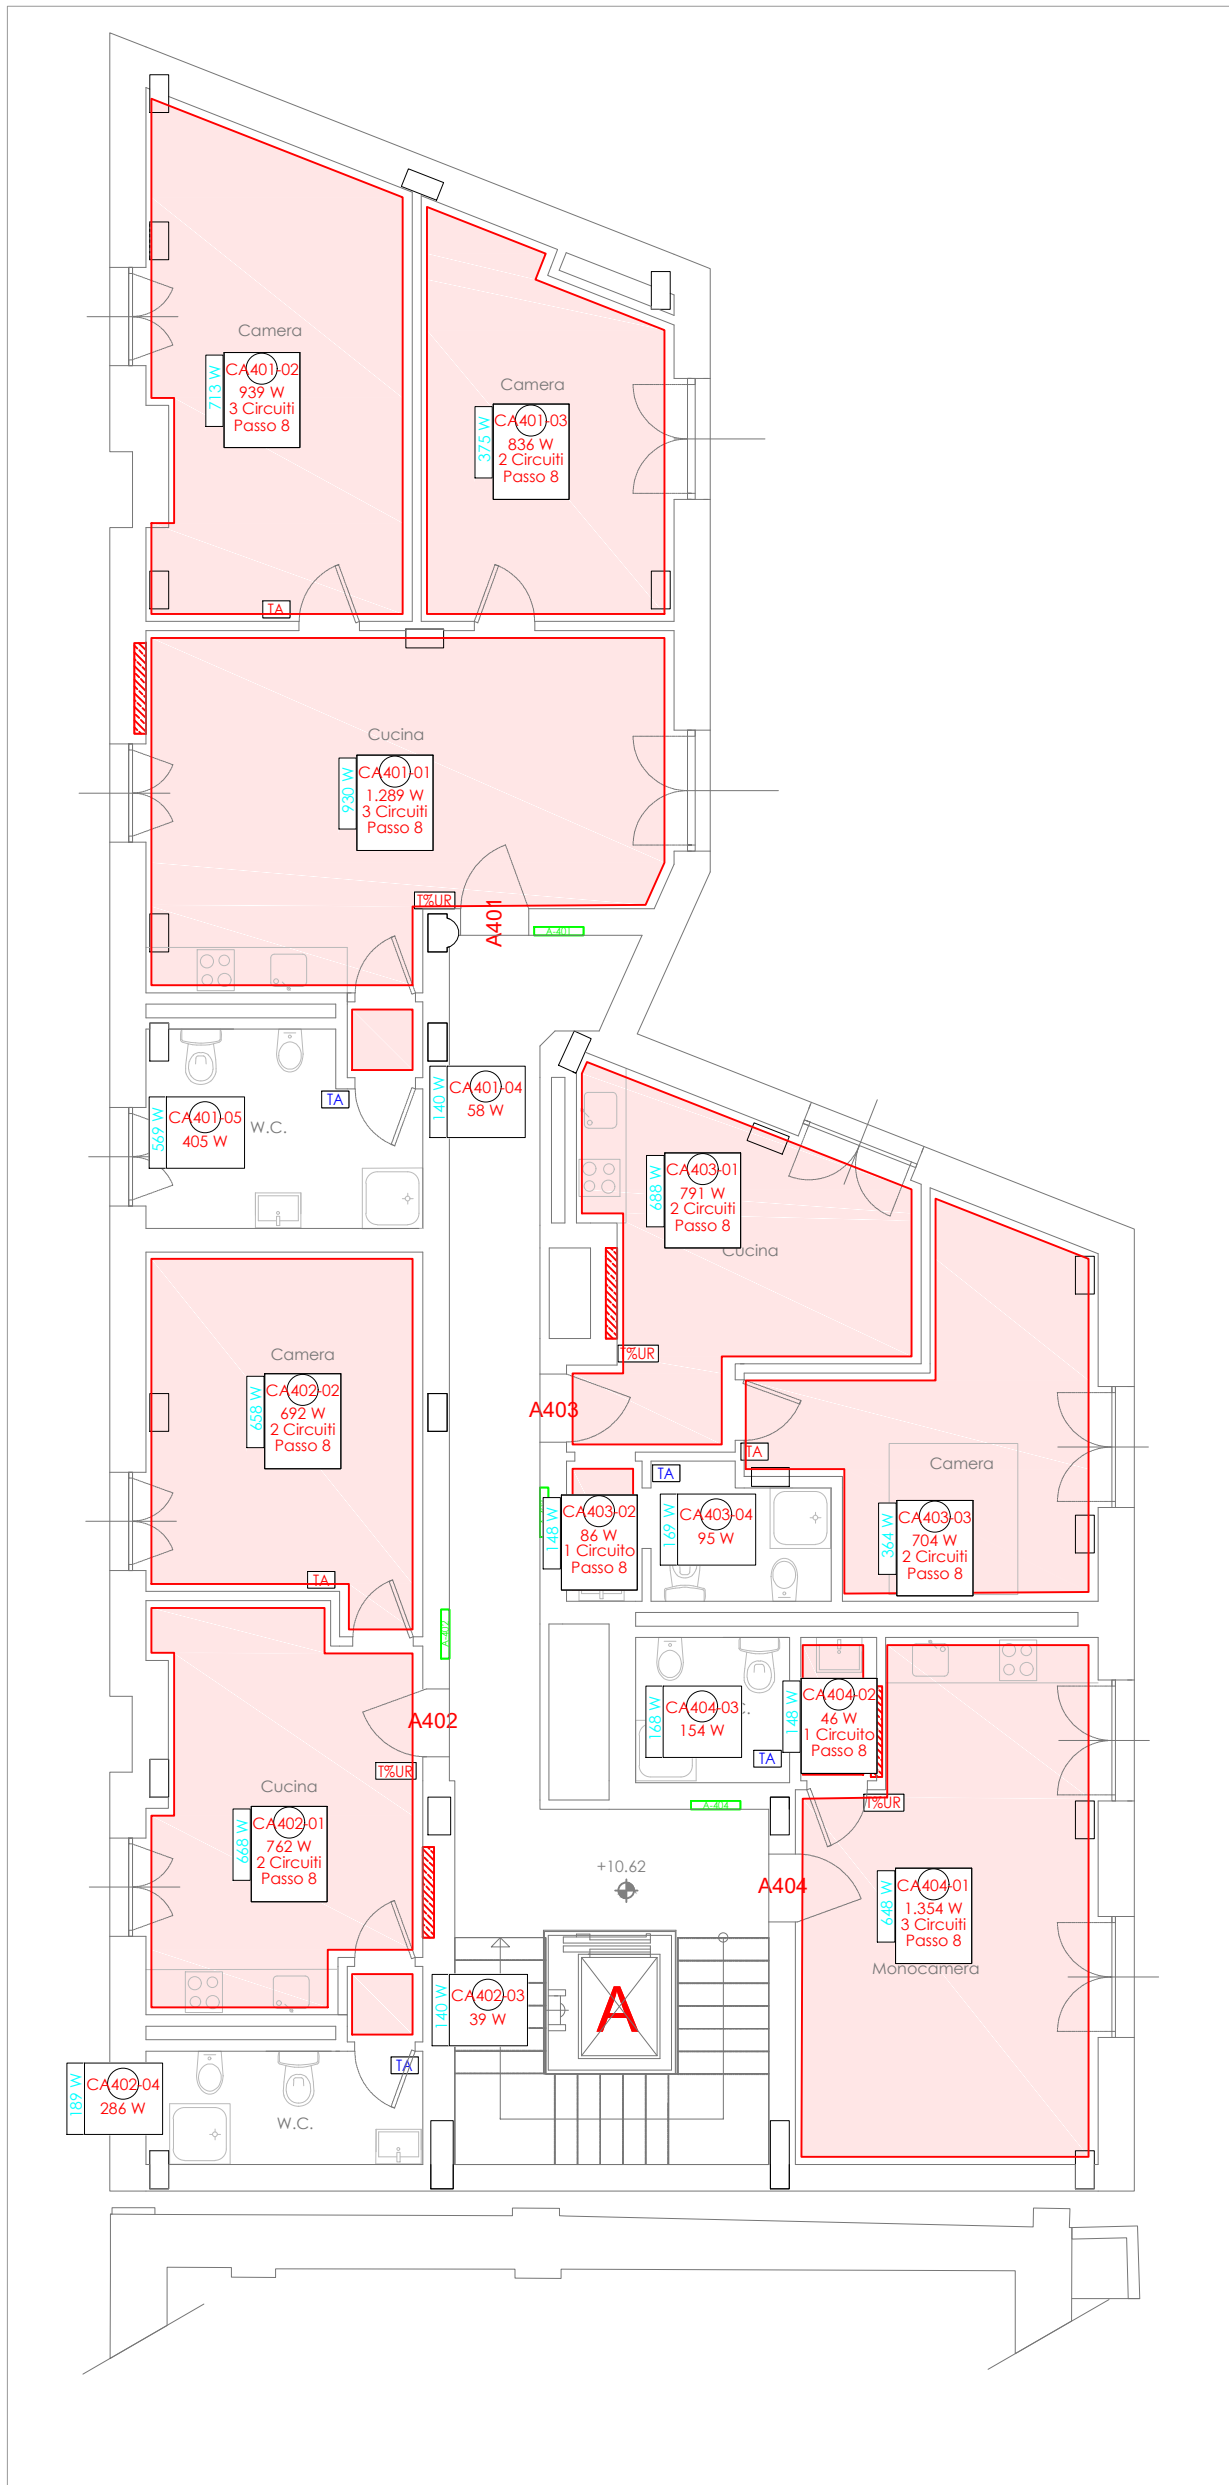 Camera
713 W
CA401-02
939 W
3 Circuiti
Passo 8
Camera
375 W
CA401-03
836 W
2 Circuiti
Passo 8
TA
Cucina
930 W
CA401-01
1.289 W
3 Circuiti
Passo 8
T%UR
A401
A-401
140 W
CA401-04
58 W
TA
569 W
CA401-05
405 W
W.C.
688 W
CA403-01
791 W
2 Circuiti
Passo 8
Cucina
T%UR
Camera
658 W
CA402-02
692 W
2 Circuiti
Passo 8
A403
TA
TA
Camera
148 W
CA403-02
86 W
1 Circuito
Passo 8
169 W
CA403-04
95 W
364 W
CA403-03
704 W
2 Circuiti
Passo 8
TA
A-402
A402
168 W
CA404-03
154 W
C.
TA
148 W
CA404-02
46 W
1 Circuito
Passo 8
T%UR
Cucina
668 W
CA402-01
762 W
2 Circuiti
Passo 8
T%UR
A-404
+10.62
A404
648 W
CA404-01
1.354 W
3 Circuiti
Passo 8
Monocamera
140 W
CA402-03
39 W
A
TA
189 W
CA402-04
286 W
W.C.